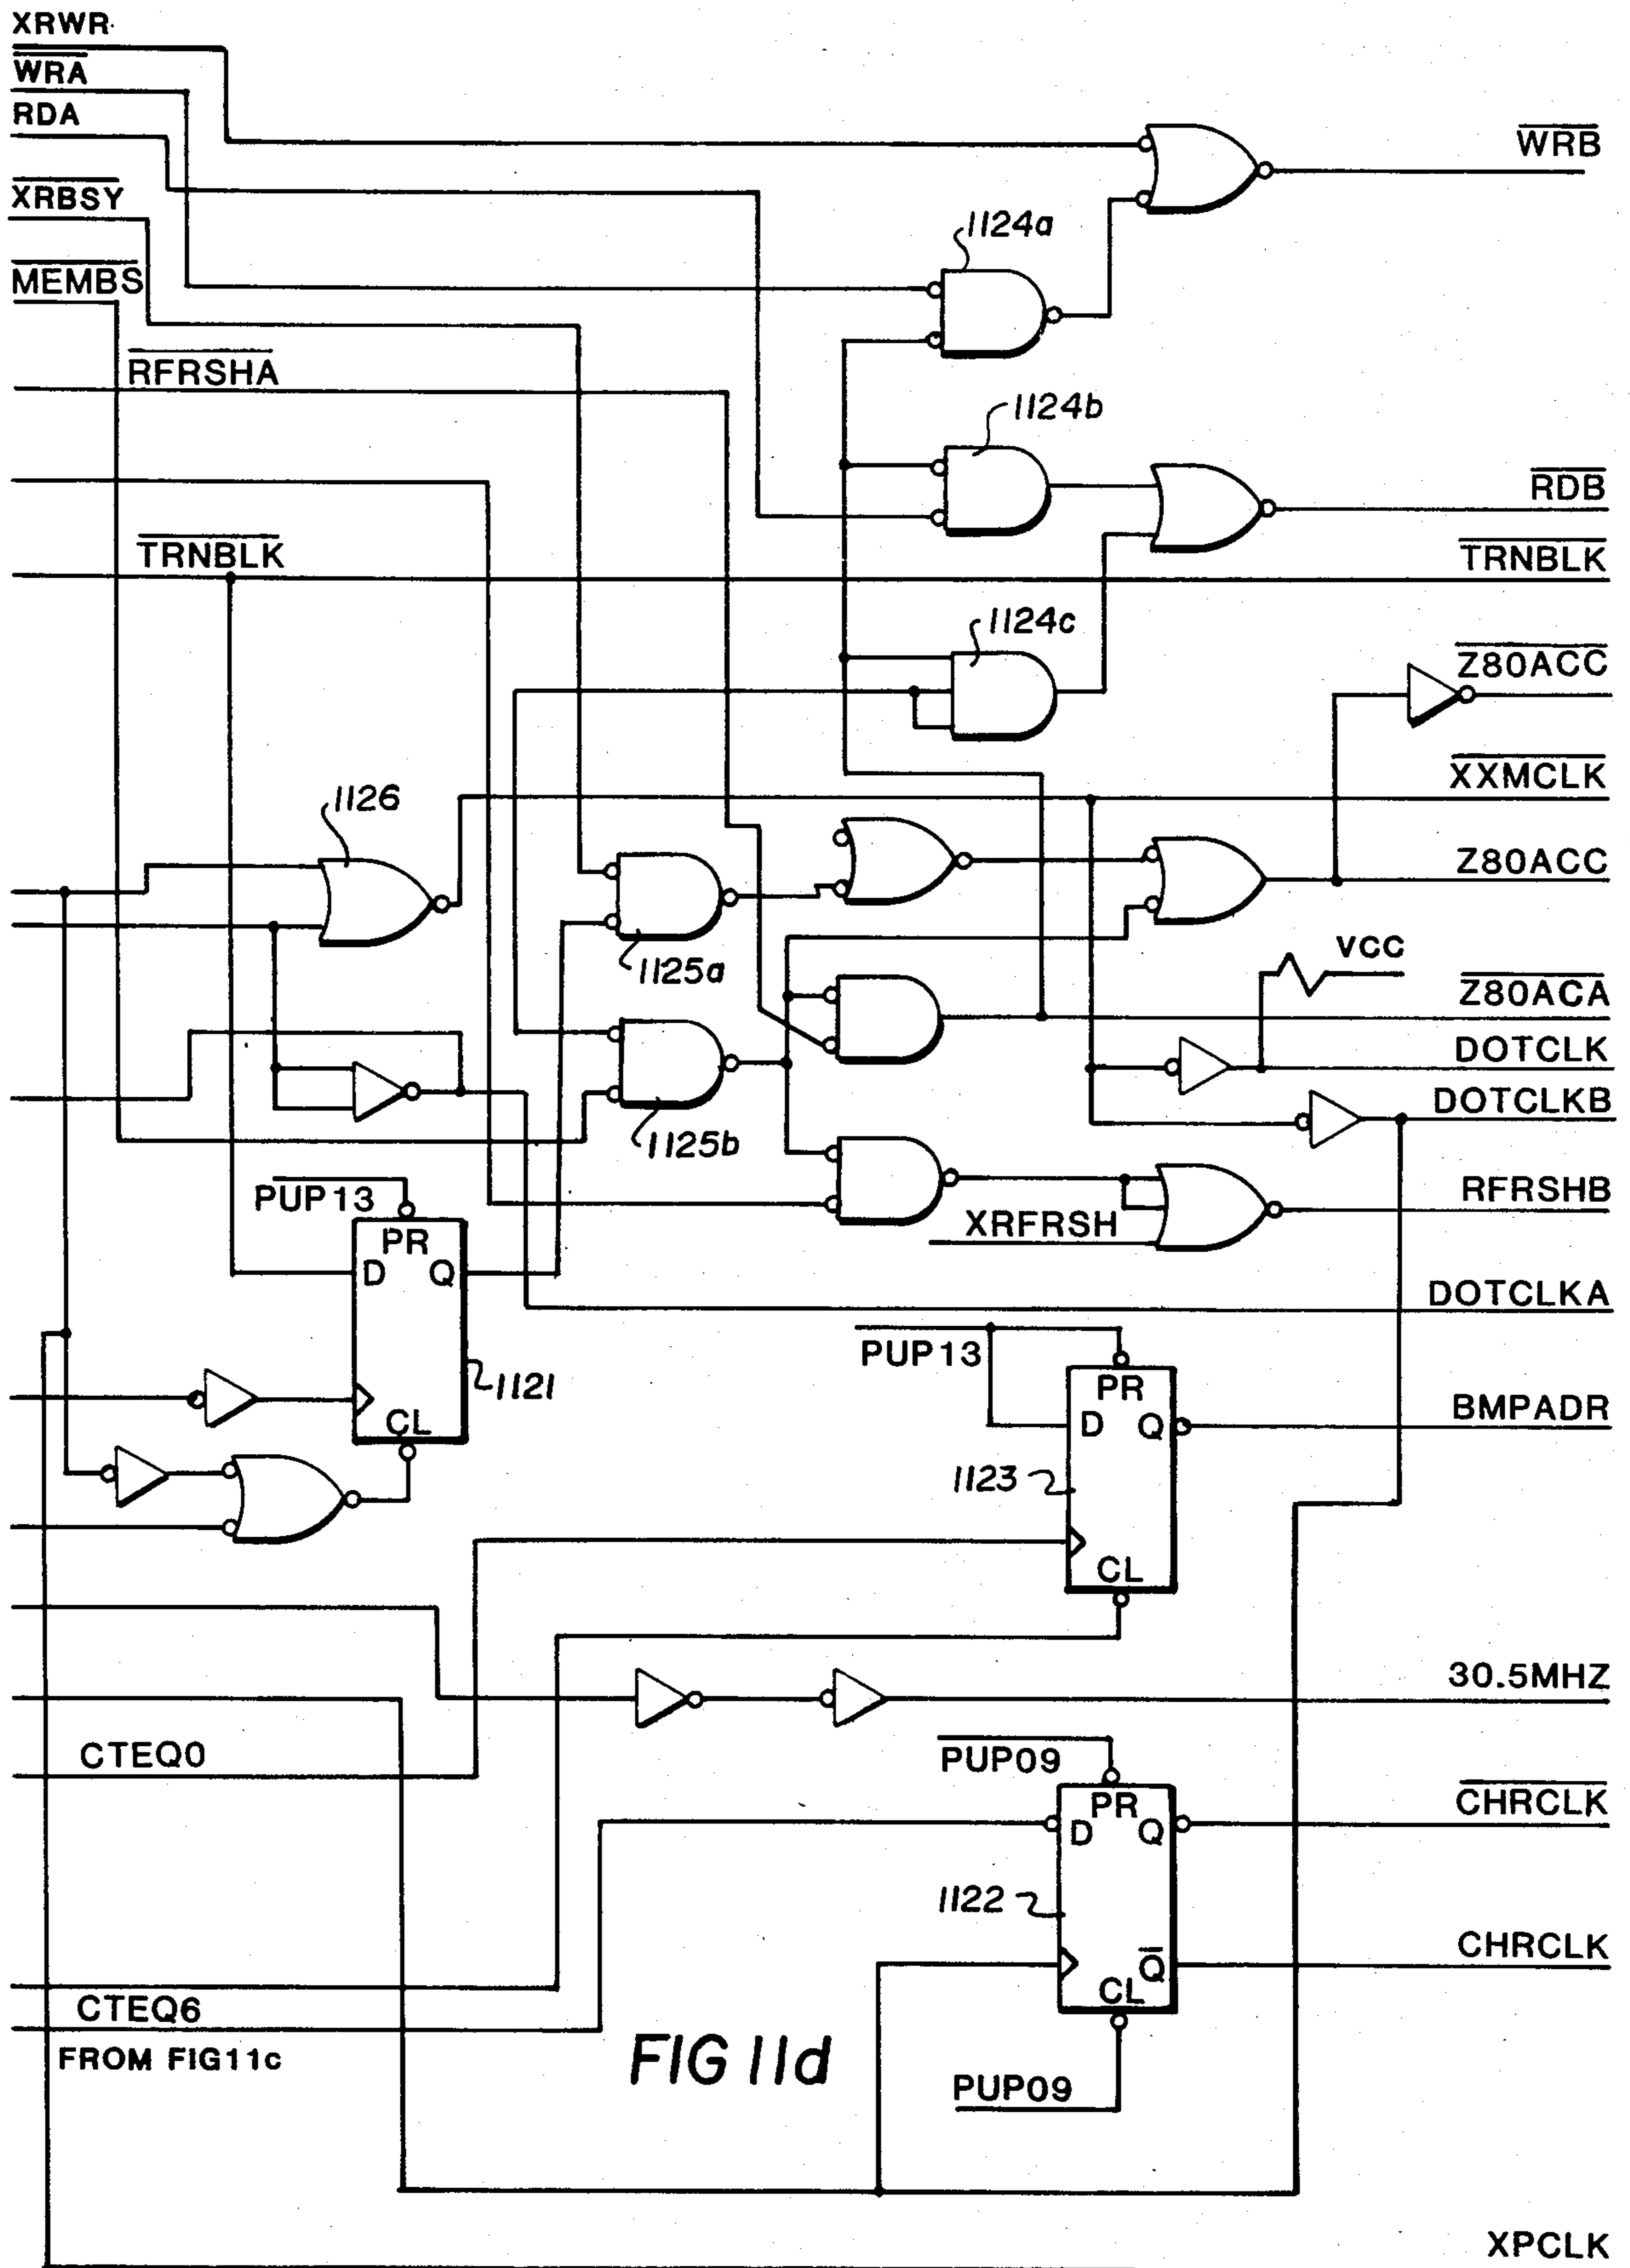 XRWR
WRA
RDA
WRB
XRBSY
1124a
MEMBS
RFRSHA
1124b
RDB
TRNBLK
TRNBLK
1124c
Z80ACC
XXMCLK
1126
Z80ACC
VCC
1125a
Z80ACA
DOTCLK
DOTCLKB
1125b
PUP13
RFRSHB
XRFRSH
PR
D Q
DOTCLKA
PUP13
1121
PR
CL
D Q
BMPADR
1123
CL
30.5MHZ
CTEQ0
PUP09
PR
CHRCLK
D Q
1122
CHRCLK
Q
CL
CTEQ6
FROM FIG11c
FIG 11d
PUP09
XPCLK